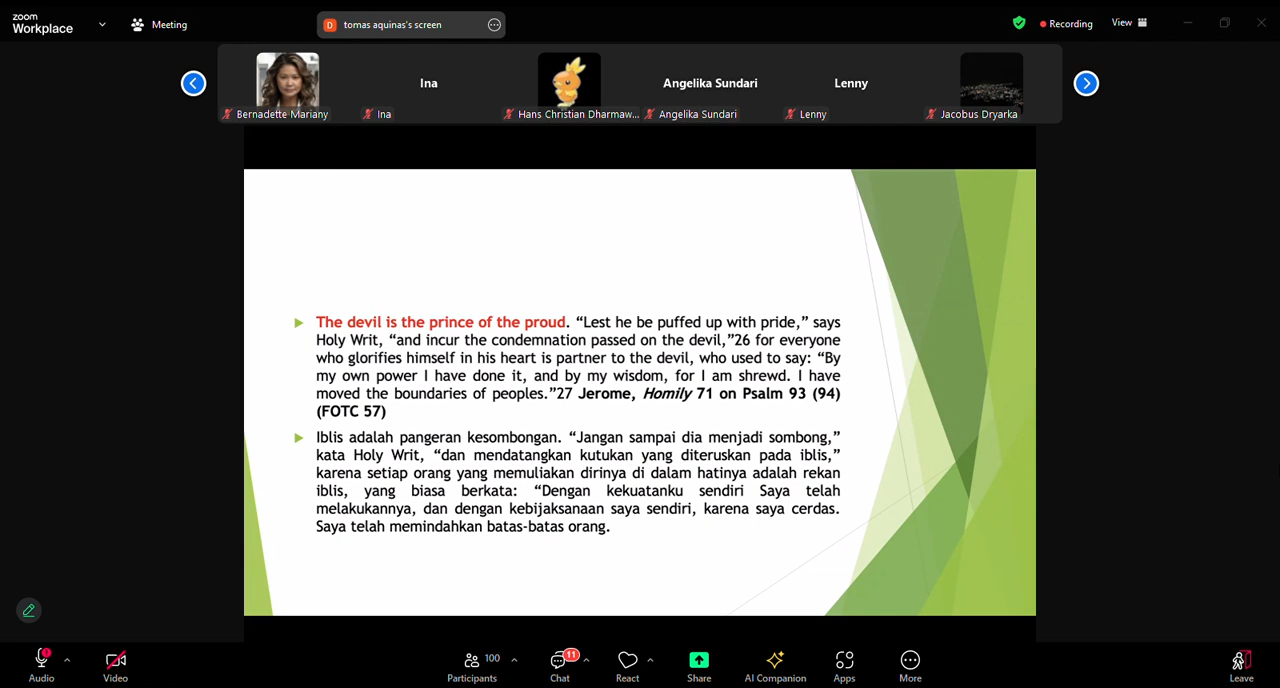 zoom
Workplace
Meeting
D
tomas aquinas's screen
Recording
View
Ina
Angelika Sundari
Lenny
Bernadette Mariany
Ina
Hans Christian Dharmaw...
Angelika Sundari
Lenny
Jacobus Dryarka
The devil is the prince of the proud. “Lest he be puffed up with pride,” says
Holy Writ, “and incur the condemnation passed on the devil,”26 for everyone
who glorifies himself in his heart is partner to the devil, who used to say: “By
my own power I have done it, and by my wisdom, for I am shrewd. I have
moved the boundaries of peoples.”27 Jerome, Homily 71 on Psalm 93 (94)
(FOTC 57)
Iblis adalah pangeran kesombongan. “Jangan sampai dia menjadi sombong,”
kata Holy Writ, “dan mendatangkan kutukan yang diteruskan pada iblis,”
karena setiap orang yang memuliakan dirinya di dalam hatinya adalah rekan
iblis, yang biasa berkata: “Dengan kekuatanku sendiri Saya telah
melakukannya, dan dengan kebijaksanaan saya sendiri, karena saya cerdas.
Saya telah memindahkan batas-batas orang.
Audio
Video
100
Participants
11
Chat
React
Share
AI Companion
Apps
More
Leave